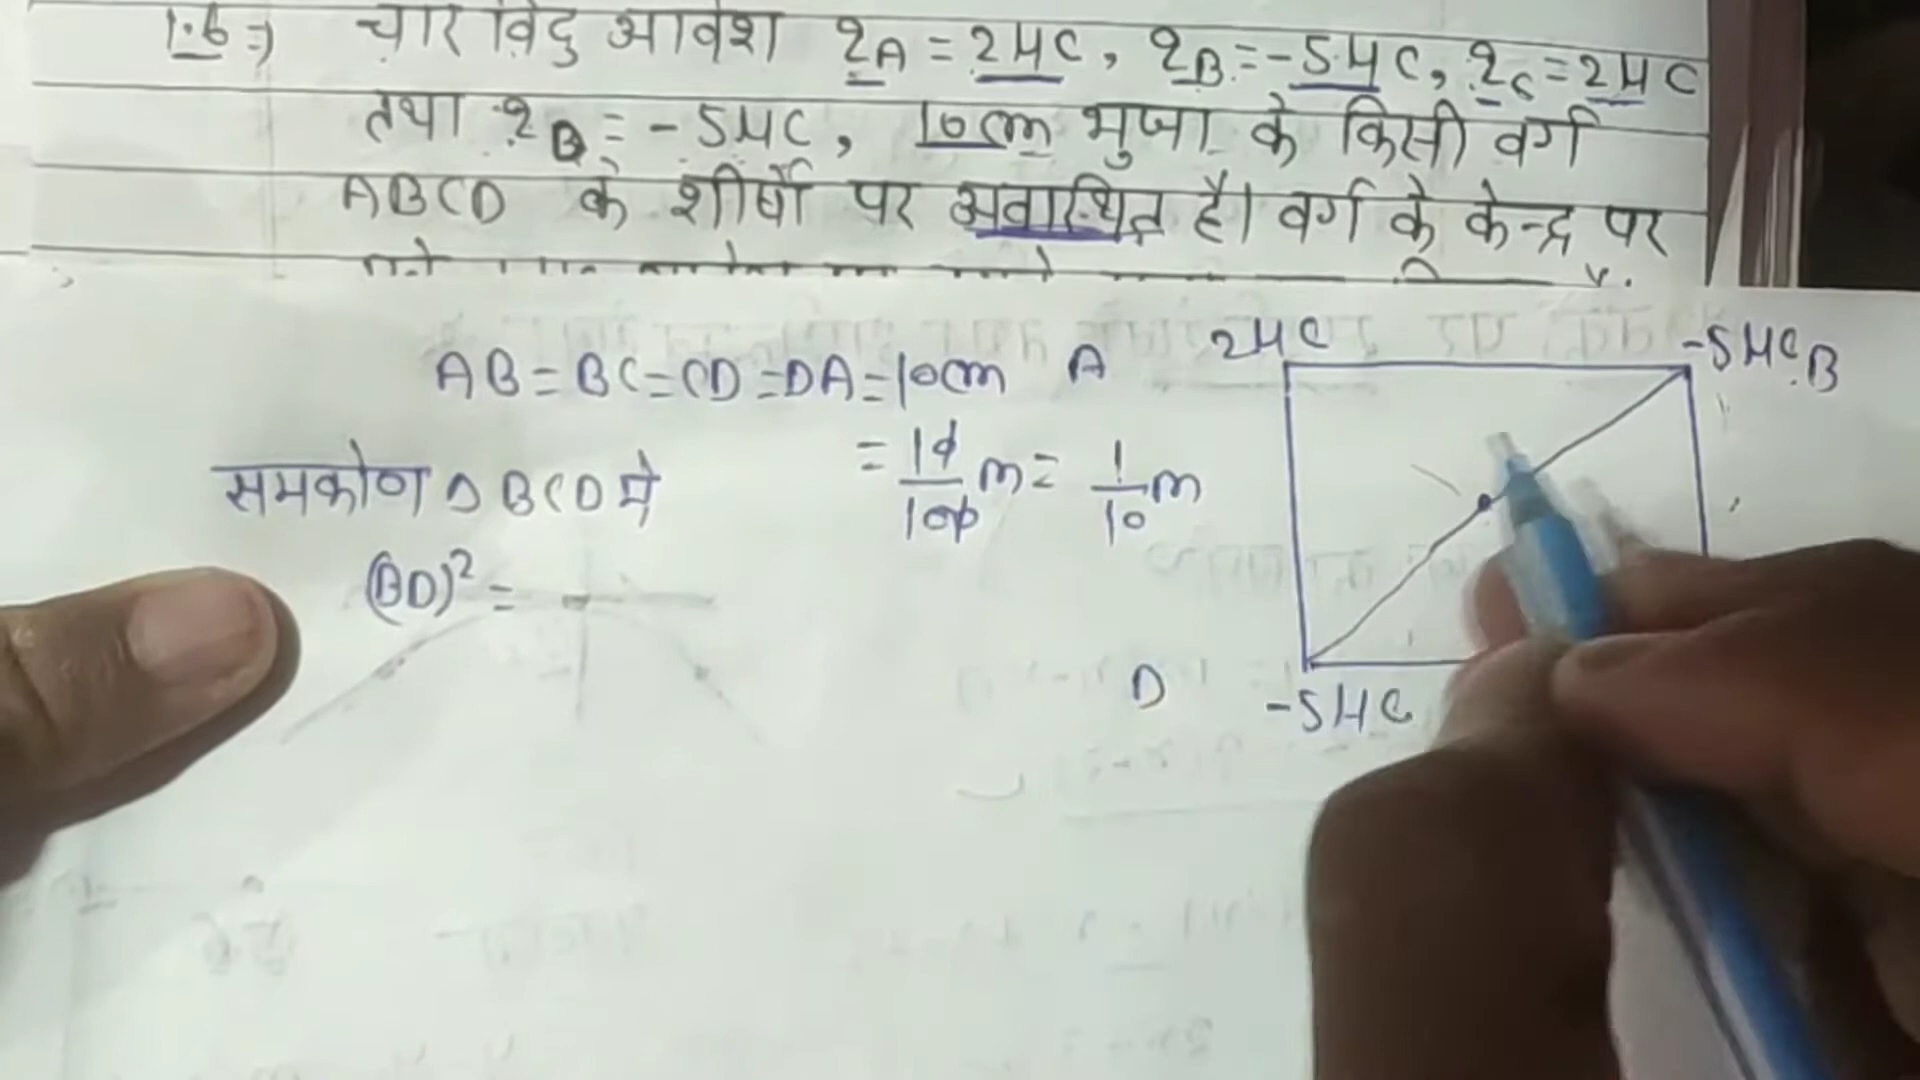 1.6⇒ चार बिंदु आवेश qA = 2μC, qB = -5μC, qC = 2μC
तथा qD = -5μC, 10cm भुजा के किसी वर्ग
ABCD के शीर्षों पर अवस्थित है। वर्ग के केन्द्र पर
2μC
-5μC
AB = BC = CD = DA = 10cm
A
B
= 10/100 m = 1/10 m
समकोण Δ BCD में
(BD)² =
D
-5μC